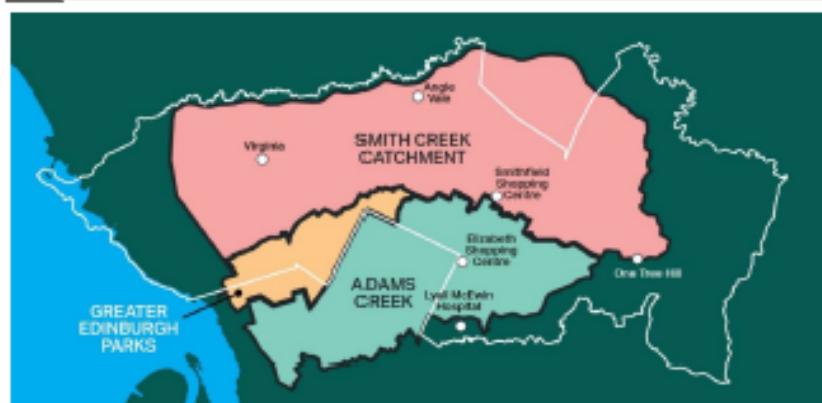 Angle
Vale
Virginia
SMITH CREEK
CATCHMENT
Smithfield
Shopping
Centre
Elizabeth
Shopping
Centre
One Tree Hill
ADAMS
CREEK
Lyell McEwin
Hospital
GREATER
EDINBURGH
PARKS